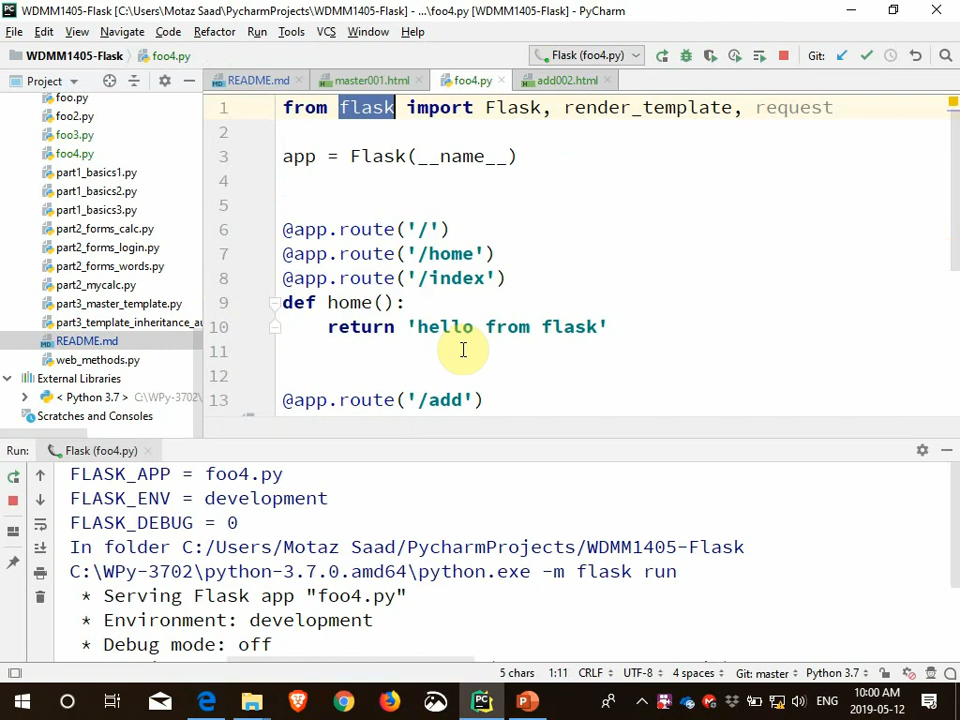 WDMM1405-Flask [C:\Users\Motaz Saad\PycharmProjects\WDMM1405-Flask] - ...\foo4.py [WDMM1405-Flask] - PyCharm
File Edit View Navigate Code Refactor Run Tools VCS Window Help
WDMM1405-Flask foo4.py Flask (foo4.py) Git:
Project README.md master001.html foo4.py add002.html
foo.py
foo2.py
foo3.py
foo4.py
part1_basics1.py
part1_basics2.py
part1_basics3.py
part2_forms_calc.py
part2_forms_login.py
part2_forms_words.py
part2_mycalc.py
part3_master_template.py
part3_template_inheritance_au
README.md
web_methods.py
External Libraries
< Python 3.7 > C:\WPy-3702\p
Scratches and Consoles
1 from flask import Flask, render_template, request
2
3 app = Flask(__name__)
4
5
6 @app.route('/')
7 @app.route('/home')
8 @app.route('/index')
9 def home():
10 return 'hello from flask'
11
12
13 @app.route('/add')
Run: Flask (foo4.py)
FLASK_APP = foo4.py
FLASK_ENV = development
FLASK_DEBUG = 0
In folder C:/Users/Motaz Saad/PycharmProjects/WDMM1405-Flask
C:\WPy-3702\python-3.7.0.amd64\python.exe -m flask run
* Serving Flask app "foo4.py"
* Environment: development
* Debug mode: off
5 chars 1:11 CRLF UTF-8 4 spaces Git: master Python 3.7
ENG 10:00 AM
2019-05-12